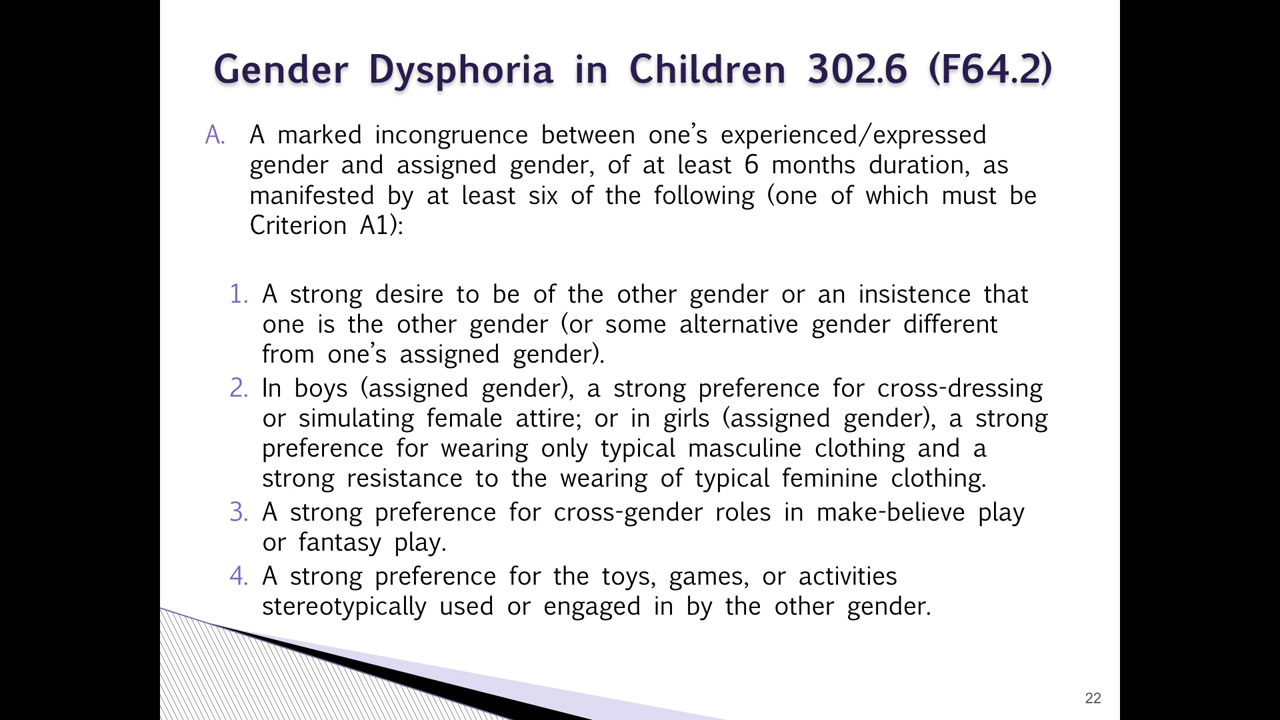 Gender Dysphoria in Children 302.6 (F64.2)
A. A marked incongruence between one’s experienced/expressed
gender and assigned gender, of at least 6 months duration, as
manifested by at least six of the following (one of which must be
Criterion A1):
1. A strong desire to be of the other gender or an insistence that
one is the other gender (or some alternative gender different
from one’s assigned gender).
2. In boys (assigned gender), a strong preference for cross-dressing
or simulating female attire; or in girls (assigned gender), a strong
preference for wearing only typical masculine clothing and a
strong resistance to the wearing of typical feminine clothing.
3. A strong preference for cross-gender roles in make-believe play
or fantasy play.
4. A strong preference for the toys, games, or activities
stereotypically used or engaged in by the other gender.
22